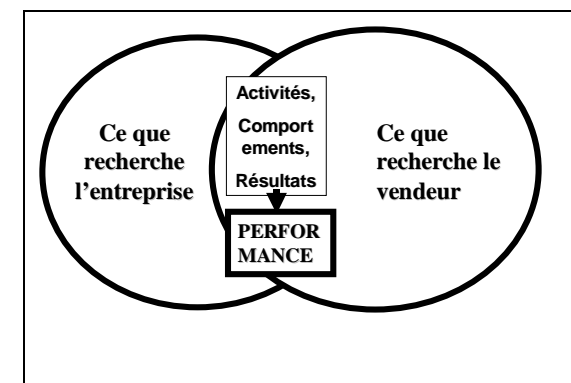 Ce que
recherche
l'entreprise
Activités,
Comport
ements,
Résultats
PERFOR
MANCE
Ce que
recherche le
vendeur